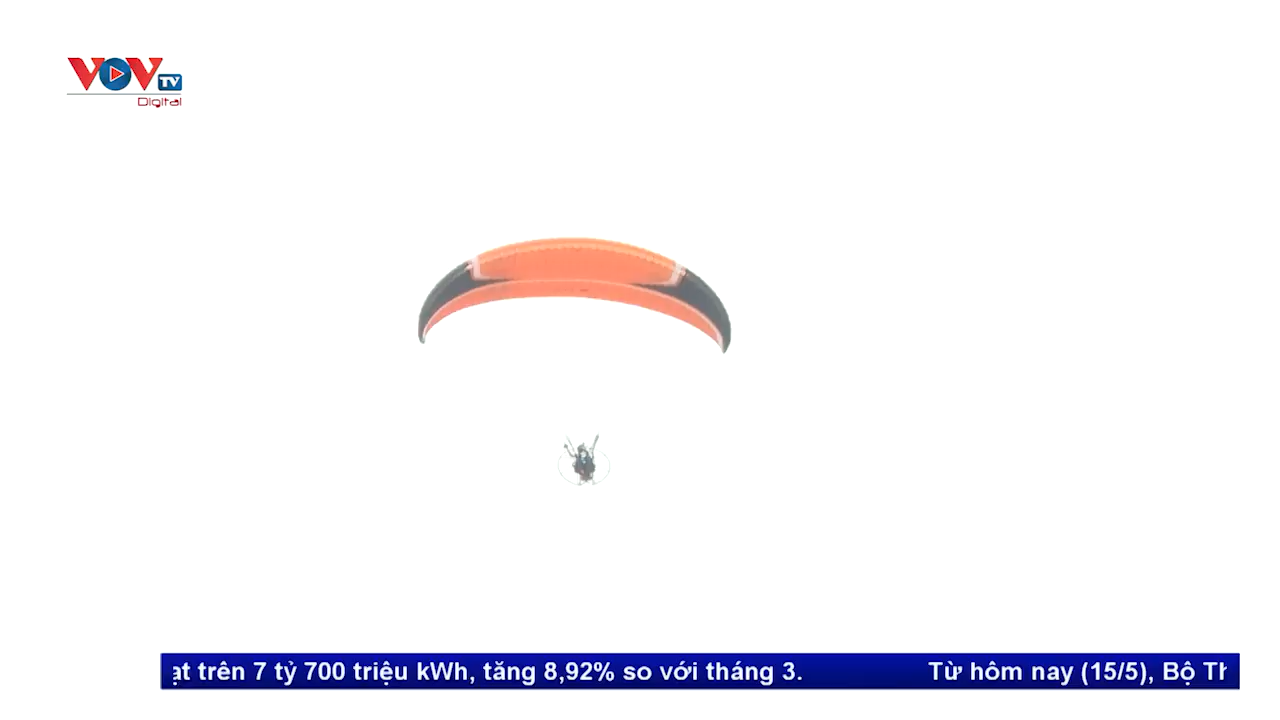 VOV TV
Digital
ạt trên 7 tỷ 700 triệu kWh, tăng 8,92% so với tháng 3. Từ hôm nay (15/5), Bộ Th